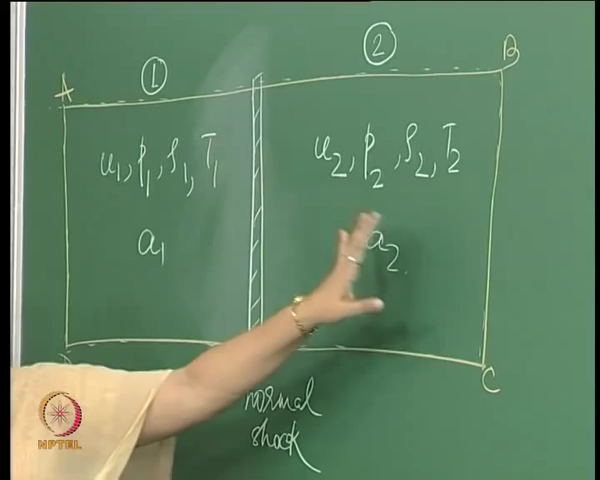 ① ②
A B
u₁, p₁, ρ₁, T₁ u₂, p₂, ρ₂, T₂
a₁ a₂
C
normal
shock
NPTEL